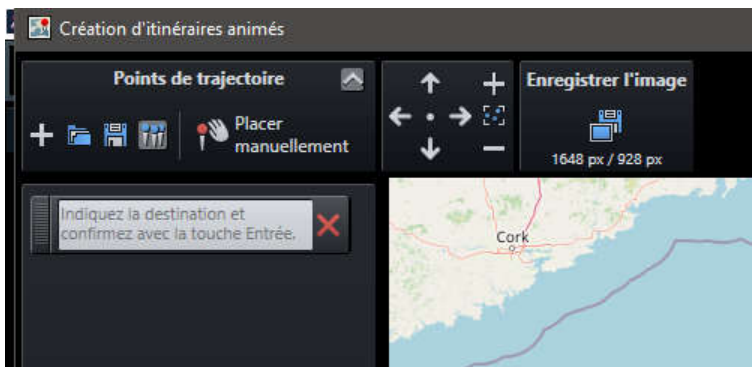 Création d'itinéraires animés
Points de trajectoire
Placer
manuellement
Enregistrer l'image
1648 px / 928 px
Indiquez la destination et
confirmez avec la touche Entrée.
Cork